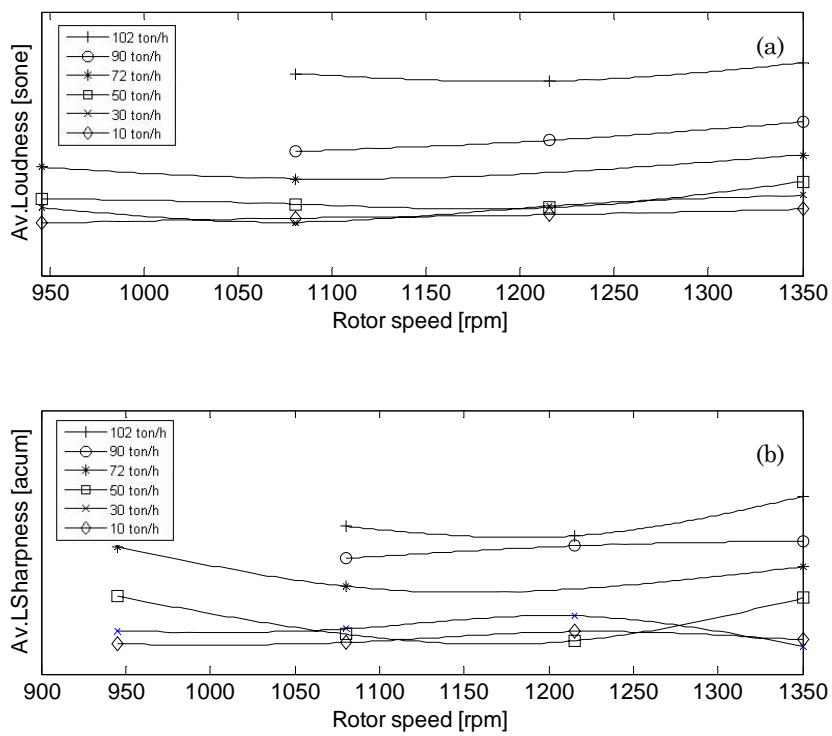 102 ton/h
90 ton/h
72 ton/h
50 ton/h
30 ton/h
10 ton/h
(a)
Av.Loudness [sone]
950 1000 1050 1100 1150 1200 1250 1300 1350
Rotor speed [rpm]
102 ton/h
90 ton/h
72 ton/h
50 ton/h
30 ton/h
10 ton/h
(b)
Av.LSharpness [acum]
900 950 1000 1050 1100 1150 1200 1250 1300 1350
Rotor speed [rpm]